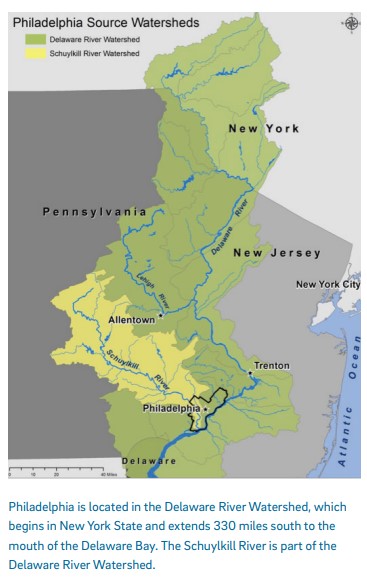 Philadelphia Source Watersheds
Delaware River Watershed
Schuylkill River Watershed
New York
Pennsylvania
Delaware River
New Jersey
New York City
Lehigh River
Allentown
Schuylkill River
Trenton
Philadelphia
Atlantic Ocean
Delaware
0 10 20 40 Miles
Philadelphia is located in the Delaware River Watershed, which
begins in New York State and extends 330 miles south to the
mouth of the Delaware Bay. The Schuylkill River is part of the
Delaware River Watershed.